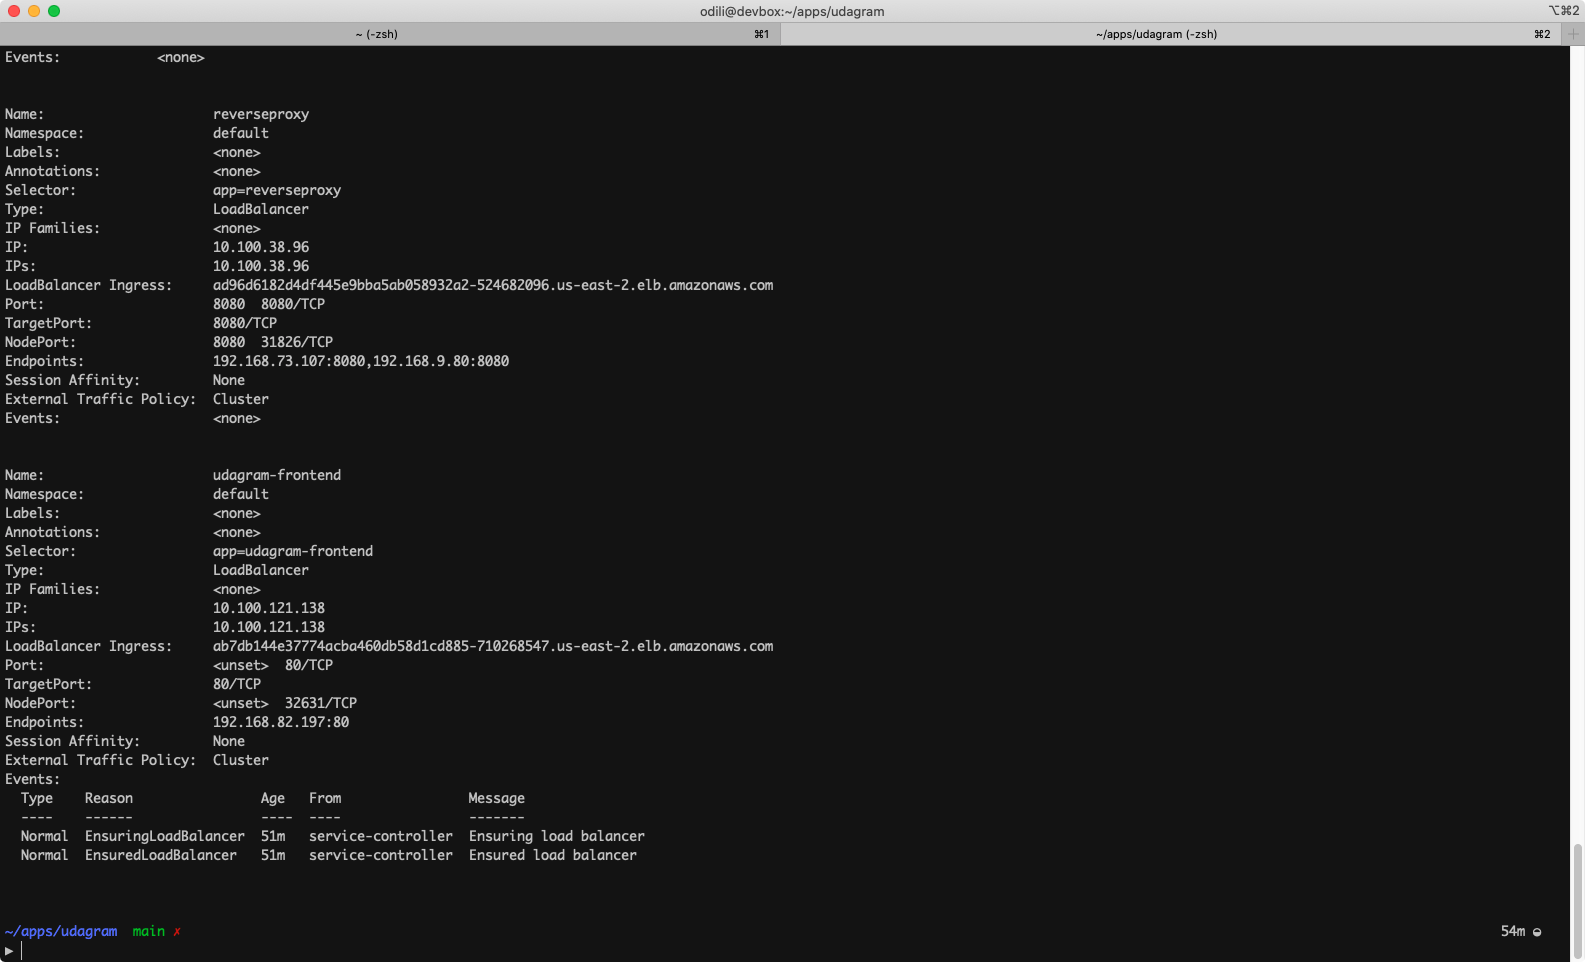 odili@devbox:~/apps/udagram ⌥⌘2
~ (-zsh) ⌘1 ~/apps/udagram (-zsh) ⌘2 +
Events:            <none>
Name:                     reverseproxy
Namespace:                default
Labels:                   <none>
Annotations:              <none>
Selector:                 app=reverseproxy
Type:                     LoadBalancer
IP Families:              <none>
IP:                       10.100.38.96
IPs:                      10.100.38.96
LoadBalancer Ingress:     ad96d6182d4df445e9bba5ab058932a2-524682096.us-east-2.elb.amazonaws.com
Port:                     8080  8080/TCP
TargetPort:               8080/TCP
NodePort:                 8080  31826/TCP
Endpoints:                192.168.73.107:8080,192.168.9.80:8080
Session Affinity:         None
External Traffic Policy:  Cluster
Events:                   <none>
Name:                     udagram-frontend
Namespace:                default
Labels:                   <none>
Annotations:              <none>
Selector:                 app=udagram-frontend
Type:                     LoadBalancer
IP Families:              <none>
IP:                       10.100.121.138
IPs:                      10.100.121.138
LoadBalancer Ingress:     ab7db144e37774acba460db58d1cd885-710268547.us-east-2.elb.amazonaws.com
Port:                     <unset>  80/TCP
TargetPort:               80/TCP
NodePort:                 <unset>  32631/TCP
Endpoints:                192.168.82.197:80
Session Affinity:         None
External Traffic Policy:  Cluster
Events:
  Type    Reason                Age   From                Message
  ----    ------                ----  ----                -------
  Normal  EnsuringLoadBalancer  51m   service-controller  Ensuring load balancer
  Normal  EnsuredLoadBalancer   51m   service-controller  Ensured load balancer
~/apps/udagram  main ✗ 54m